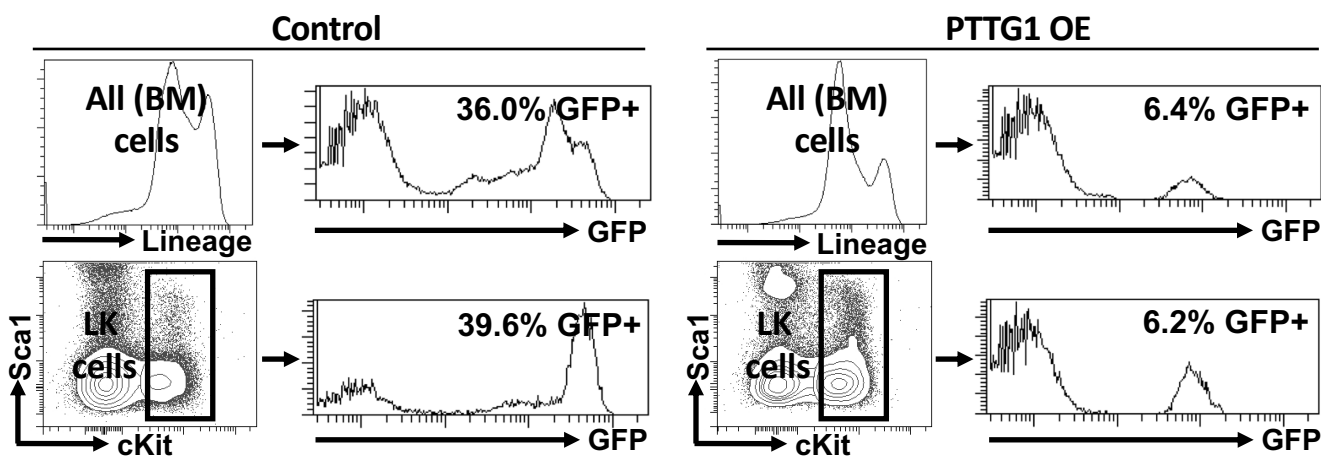 Control
PTTG1 OE
All (BM)
cells
36.0% GFP+
Lineage
GFP
All (BM)
cells
6.4% GFP+
Lineage
GFP
Sca1
LK
cells
39.6% GFP+
cKit
GFP
Sca1
LK
cells
6.2% GFP+
cKit
GFP